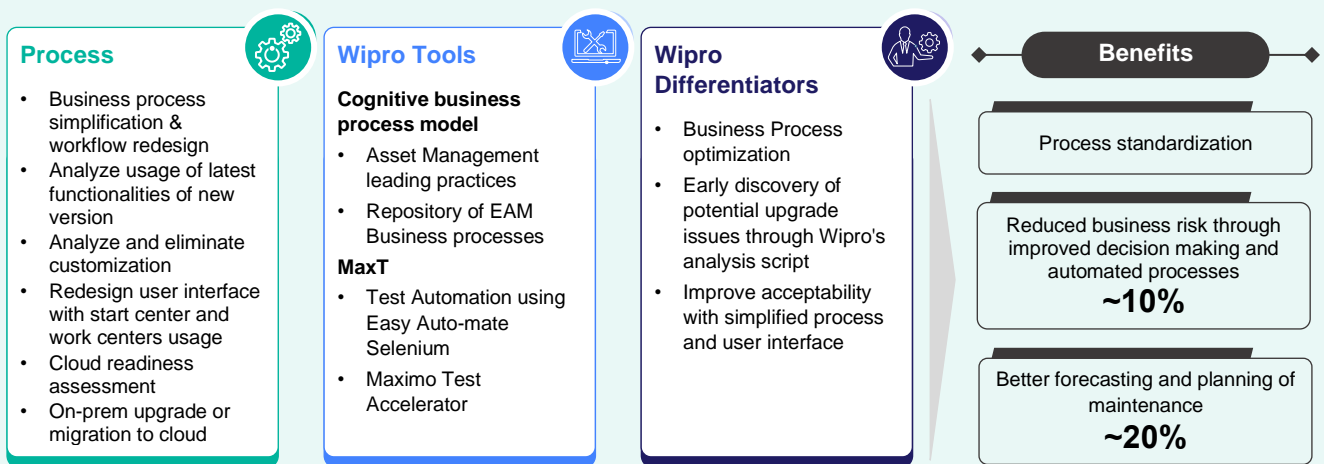 Process
• Business process
simplification &
workflow redesign
• Analyze usage of latest
functionalities of new
version
• Analyze and eliminate
customization
• Redesign user interface
with start center and
work centers usage
• Cloud readiness
assessment
• On-prem upgrade or
migration to cloud
Wipro Tools
Cognitive business
process model
• Asset Management
leading practices
• Repository of EAM
Business processes
MaxT
• Test Automation using
Easy Auto-mate
Selenium
• Maximo Test
Accelerator
Wipro
Differentiators
• Business Process
optimization
• Early discovery of
potential upgrade
issues through Wipro's
analysis script
• Improve acceptability
with simplified process
and user interface
Benefits
Process standardization
Reduced business risk through
improved decision making and
automated processes
~10%
Better forecasting and planning of
maintenance
~20%